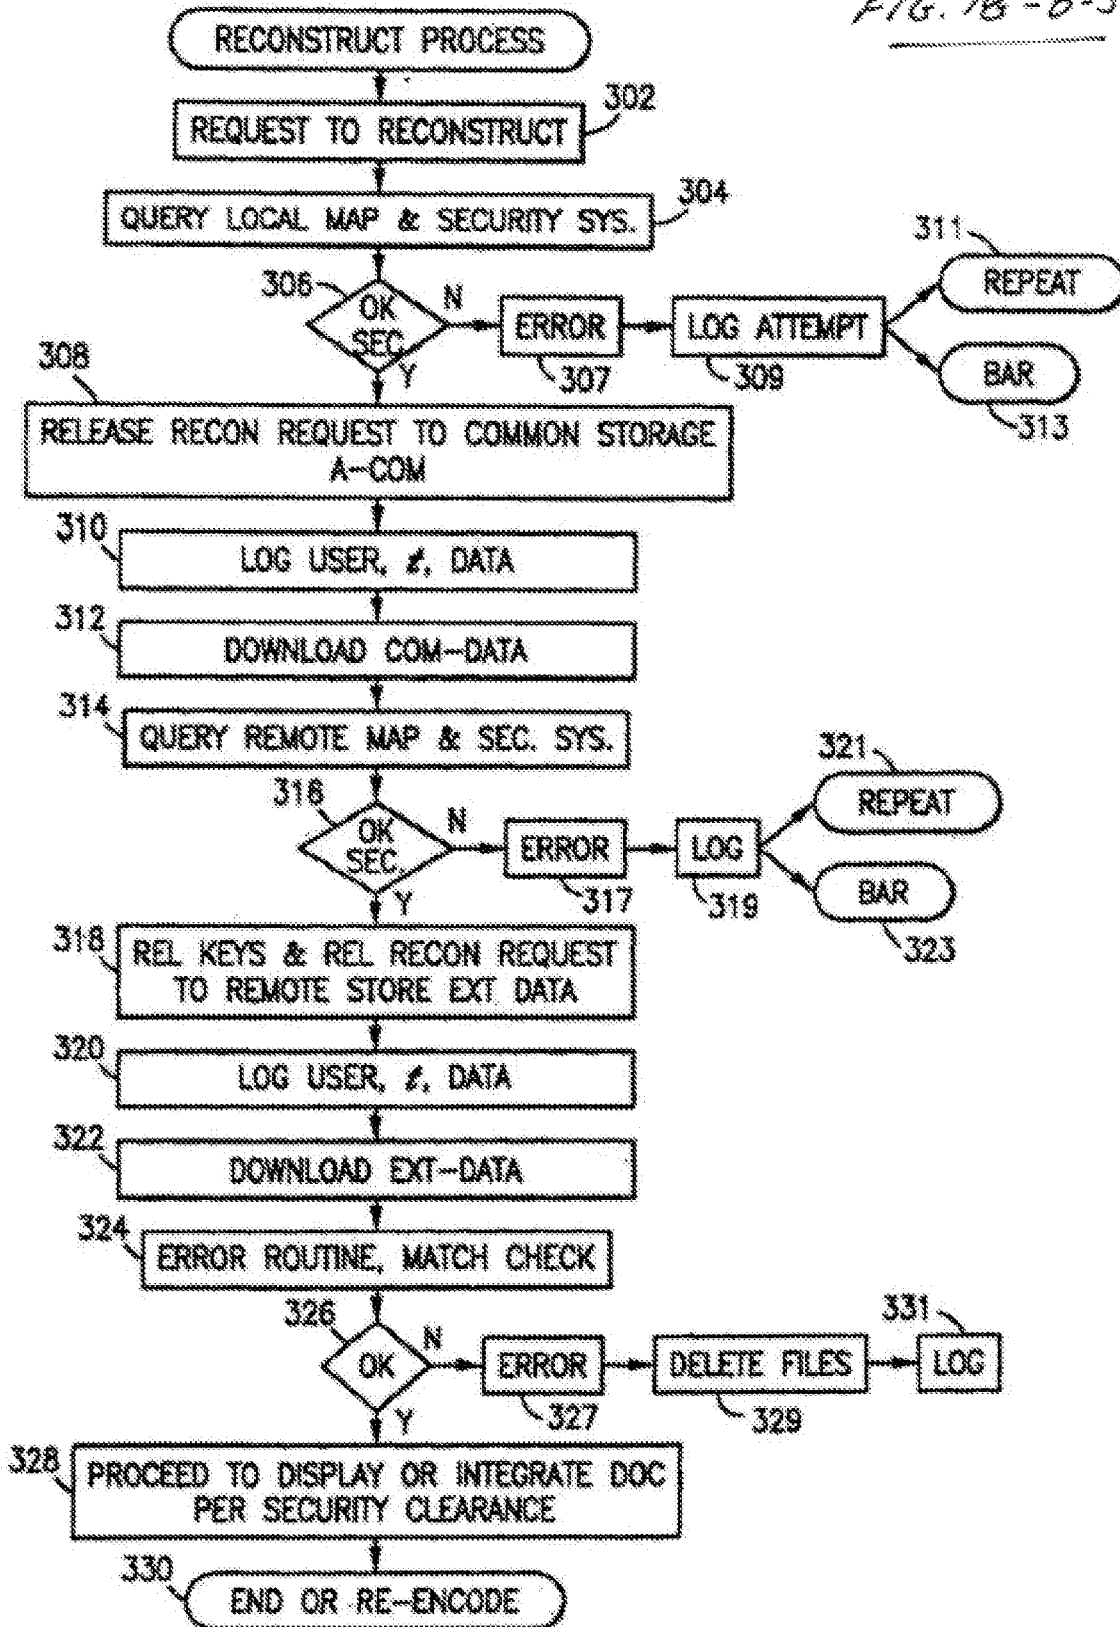 FIG. 1B-6-3
RECONSTRUCT PROCESS
302
REQUEST TO RECONSTRUCT
304
QUERY LOCAL MAP & SECURITY SYS.
306
OK
SEC.
N
Y
ERROR
307
LOG ATTEMPT
309
311
REPEAT
BAR
313
308
RELEASE RECON REQUEST TO COMMON STORAGE
A-COM
310
LOG USER, t, DATA
312
DOWNLOAD COM-DATA
314
QUERY REMOTE MAP & SEC. SYS.
316
OK
SEC.
N
Y
ERROR
317
LOG
319
321
REPEAT
BAR
323
318
REL KEYS & REL RECON REQUEST
TO REMOTE STORE EXT DATA
320
LOG USER, t, DATA
322
DOWNLOAD EXT-DATA
324
ERROR ROUTINE, MATCH CHECK
326
OK
N
Y
ERROR
327
DELETE FILES
329
331
LOG
328
PROCEED TO DISPLAY OR INTEGRATE DOC
PER SECURITY CLEARANCE
330
END OR RE-ENCODE